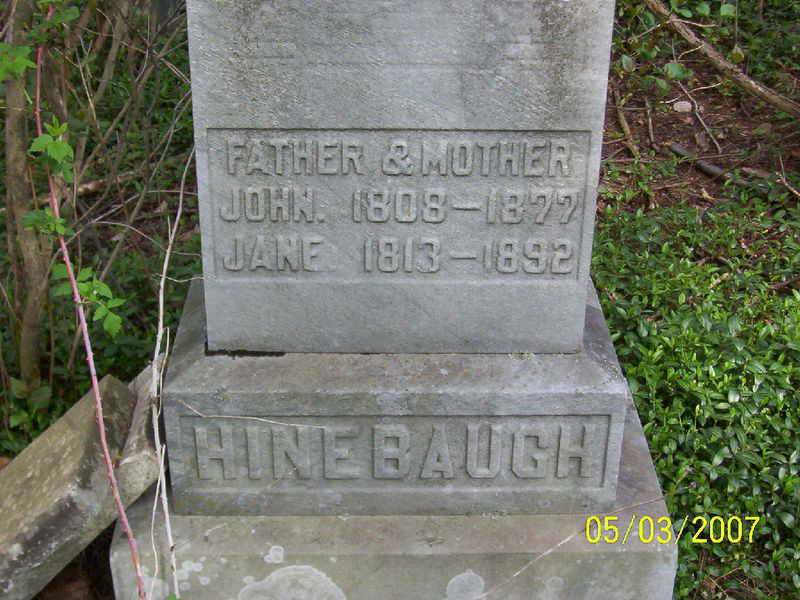 FATHER & MOTHER
JOHN. 1808-1877
JANE 1813-1892
HINEBAUGH
05/03/2007